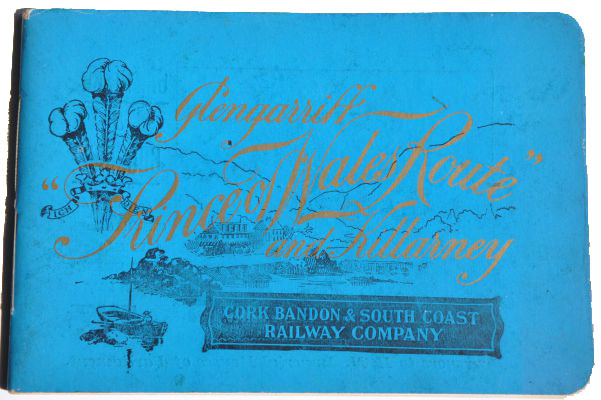 Glengarriff
"Prince of Wales Route"
and Killarney
ICH DIEN
CORK BANDON & SOUTH COAST
RAILWAY COMPANY